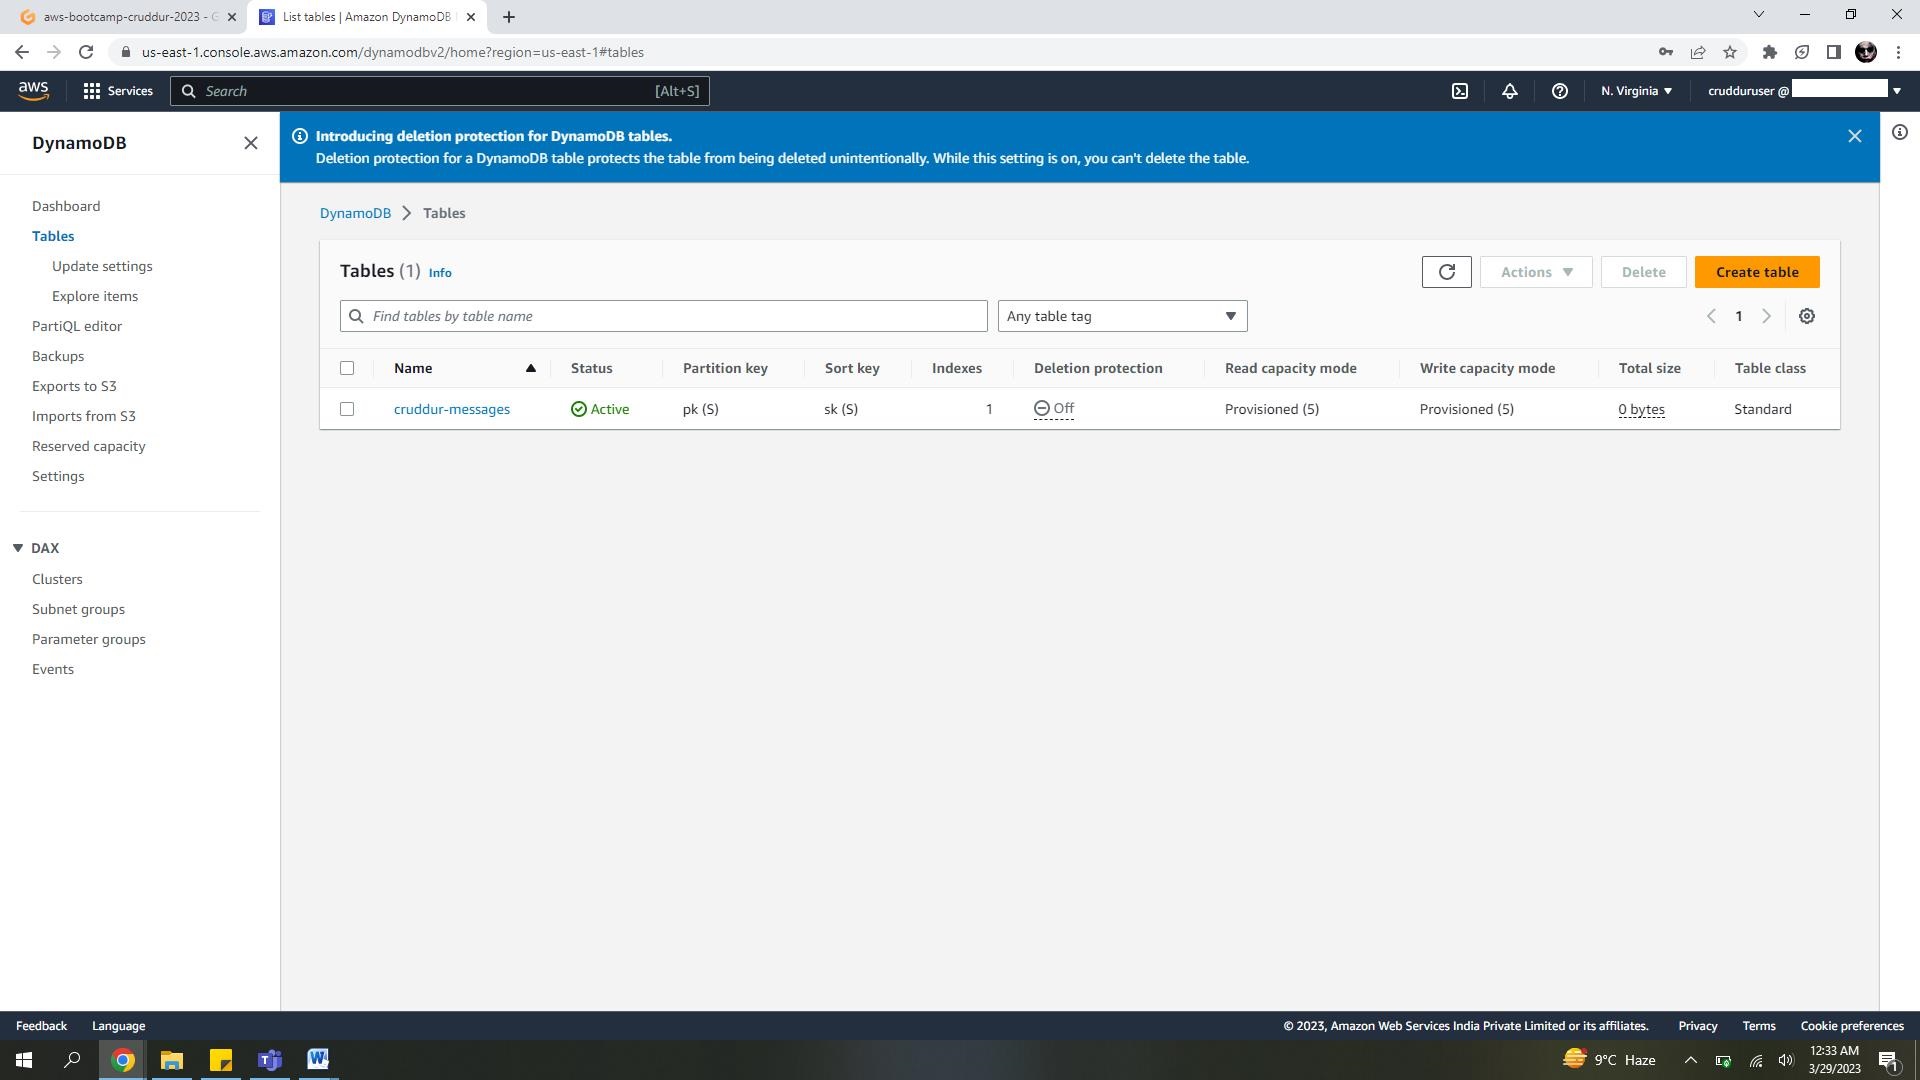 aws-bootcamp-cruddur-2023 - G
List tables | Amazon DynamoDB
us-east-1.console.aws.amazon.com/dynamodbv2/home?region=us-east-1#tables
aws
Services
Search
[Alt+S]
N. Virginia
crudduruser @
DynamoDB
Introducing deletion protection for DynamoDB tables.
Deletion protection for a DynamoDB table protects the table from being deleted unintentionally. While this setting is on, you can't delete the table.
Dashboard
Tables
Update settings
Explore items
PartiQL editor
Backups
Exports to S3
Imports from S3
Reserved capacity
Settings
DAX
Clusters
Subnet groups
Parameter groups
Events
DynamoDB > Tables
Tables (1) Info
Actions
Delete
Create table
Find tables by table name
Any table tag
1
Name Status Partition key Sort key Indexes Deletion protection Read capacity mode Write capacity mode Total size Table class
cruddur-messages Active pk (S) sk (S) 1 Off Provisioned (5) Provisioned (5) 0 bytes Standard
Feedback Language © 2023, Amazon Web Services India Private Limited or its affiliates. Privacy Terms Cookie preferences
9°C Haze
12:33 AM
3/29/2023
1